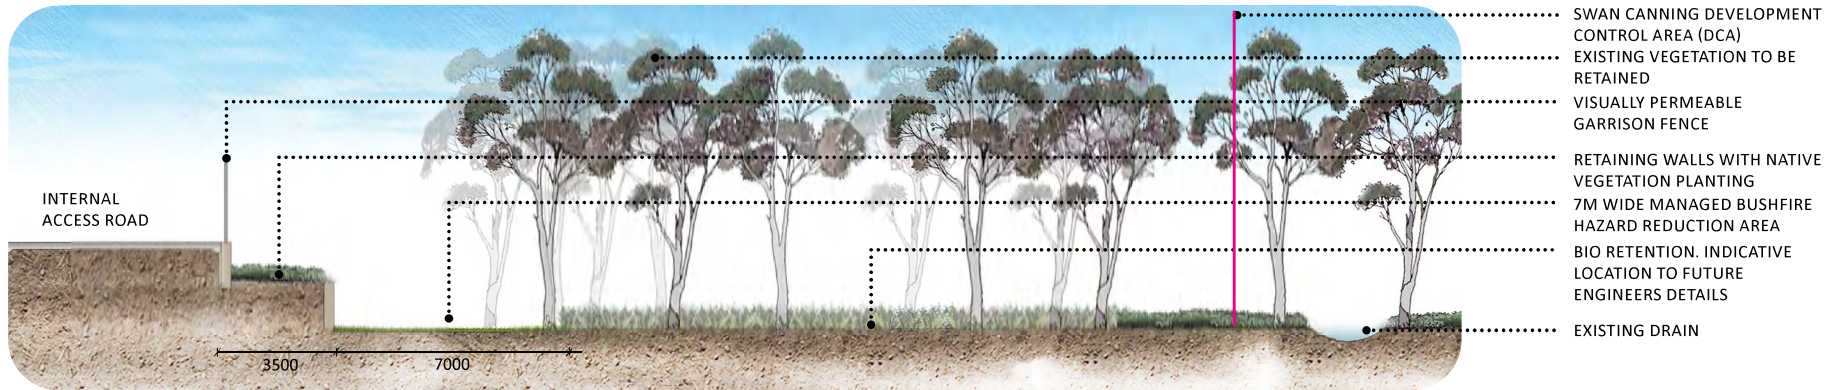 SWAN CANNING DEVELOPMENT
CONTROL AREA (DCA)
EXISTING VEGETATION TO BE
RETAINED
VISUALLY PERMEABLE
GARRISON FENCE
RETAINING WALLS WITH NATIVE
VEGETATION PLANTING
7M WIDE MANAGED BUSHFIRE
HAZARD REDUCTION AREA
BIO RETENTION. INDICATIVE
LOCATION TO FUTURE
ENGINEERS DETAILS
EXISTING DRAIN
INTERNAL
ACCESS ROAD
3500
7000